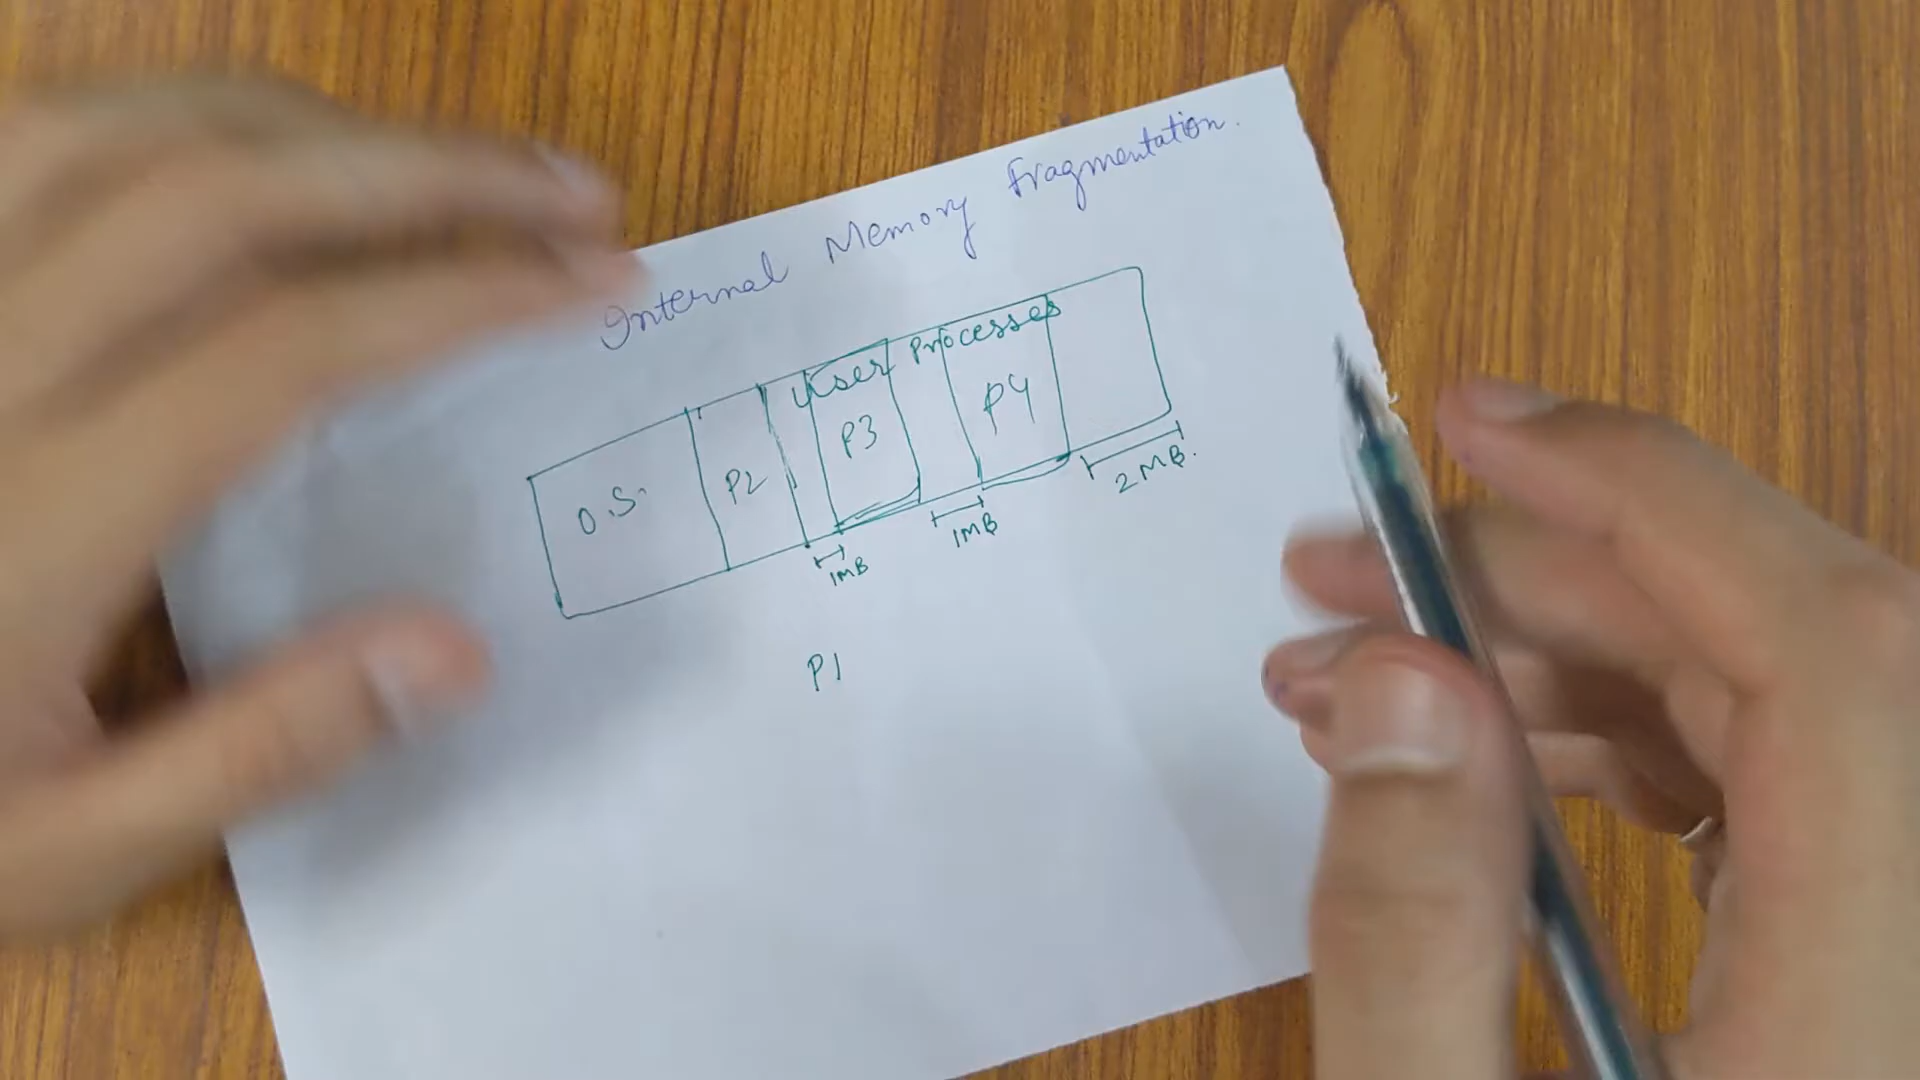 Internal Memory Fragmentation.
User Processes
O.S. P2 P3 P4
1MB 1MB 2MB.
P1